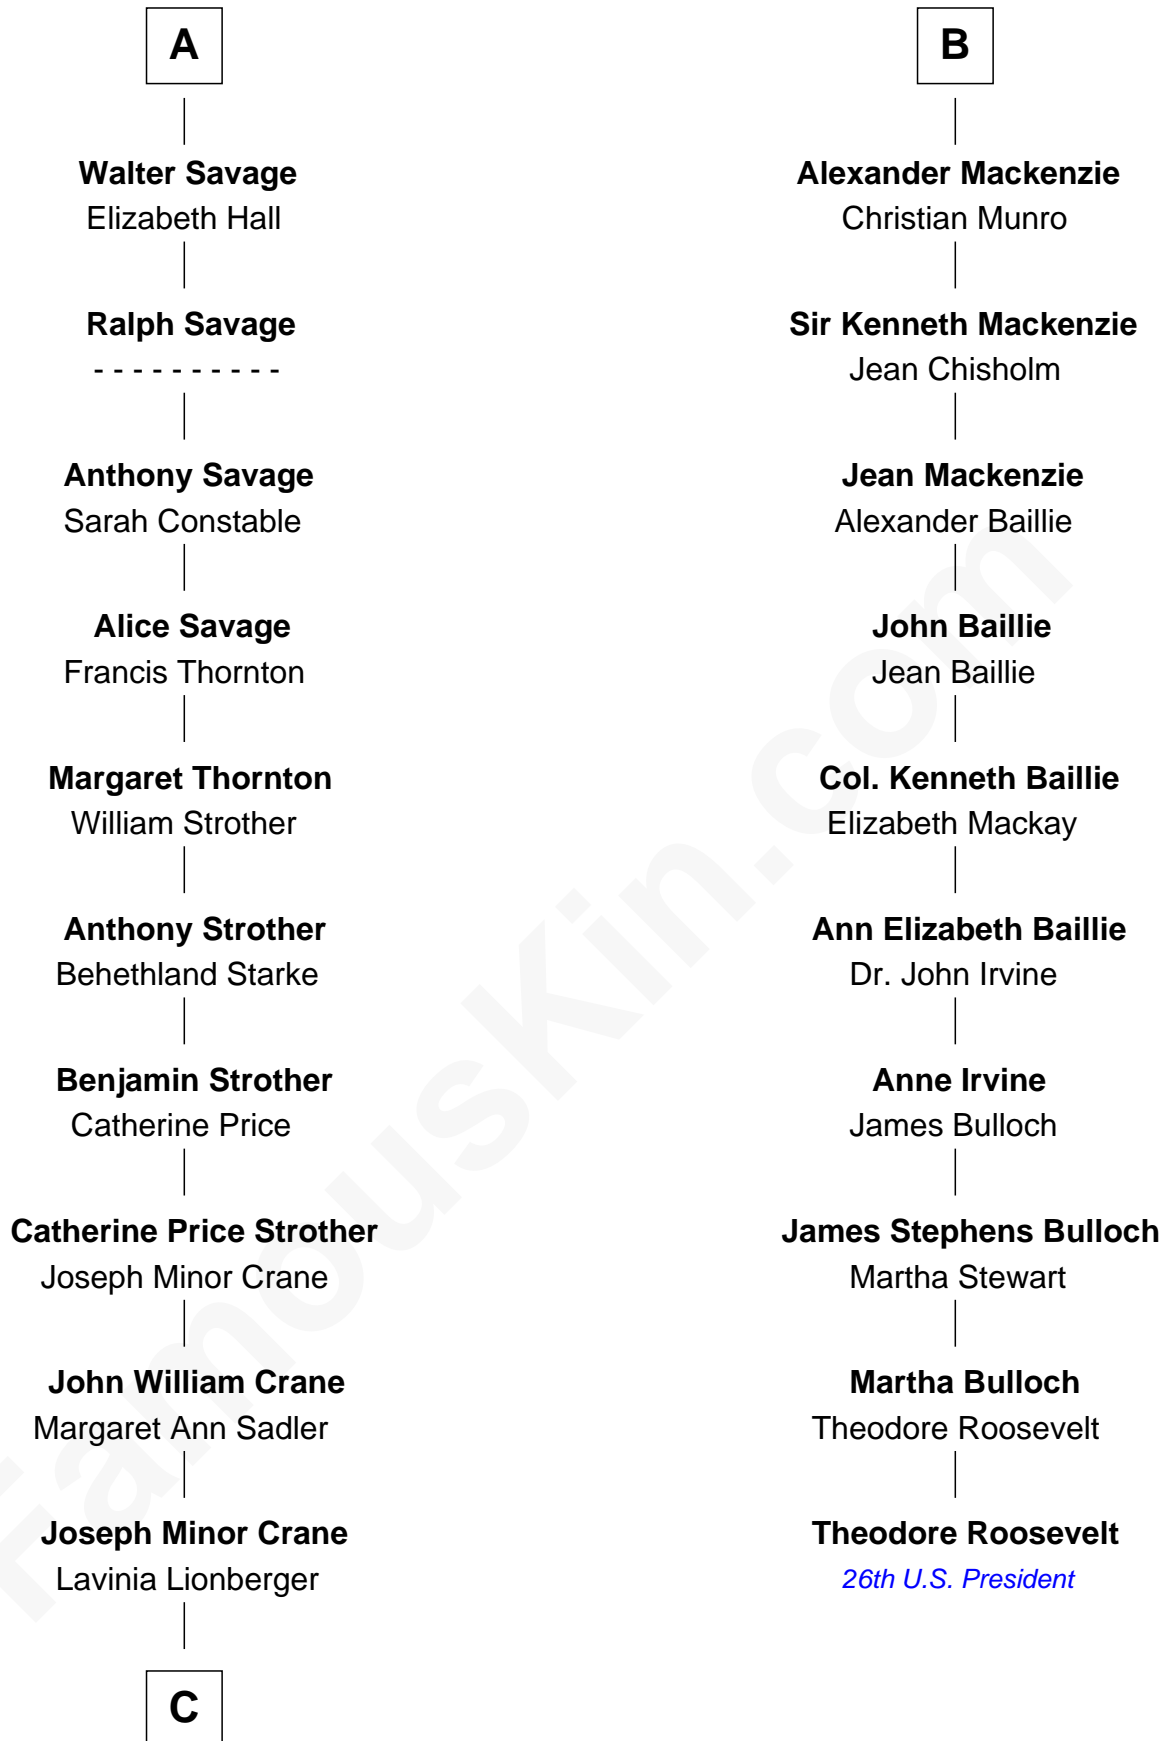 A
Walter Savage
Elizabeth Hall
Ralph Savage
- - - - - - - - - -
Anthony Savage
Sarah Constable
Alice Savage
Francis Thornton
Margaret Thornton
William Strother
Anthony Strother
Behethland Starke
Benjamin Strother
Catherine Price
Catherine Price Strother
Joseph Minor Crane
John William Crane
Margaret Ann Sadler
Joseph Minor Crane
Lavinia Lionberger
C
B
Alexander Mackenzie
Christian Munro
Sir Kenneth Mackenzie
Jean Chisholm
Jean Mackenzie
Alexander Baillie
John Baillie
Jean Baillie
Col. Kenneth Baillie
Elizabeth Mackay
Ann Elizabeth Baillie
Dr. John Irvine
Anne Irvine
James Bulloch
James Stephens Bulloch
Martha Stewart
Martha Bulloch
Theodore Roosevelt
Theodore Roosevelt
26th U.S. President
FamousKin.com